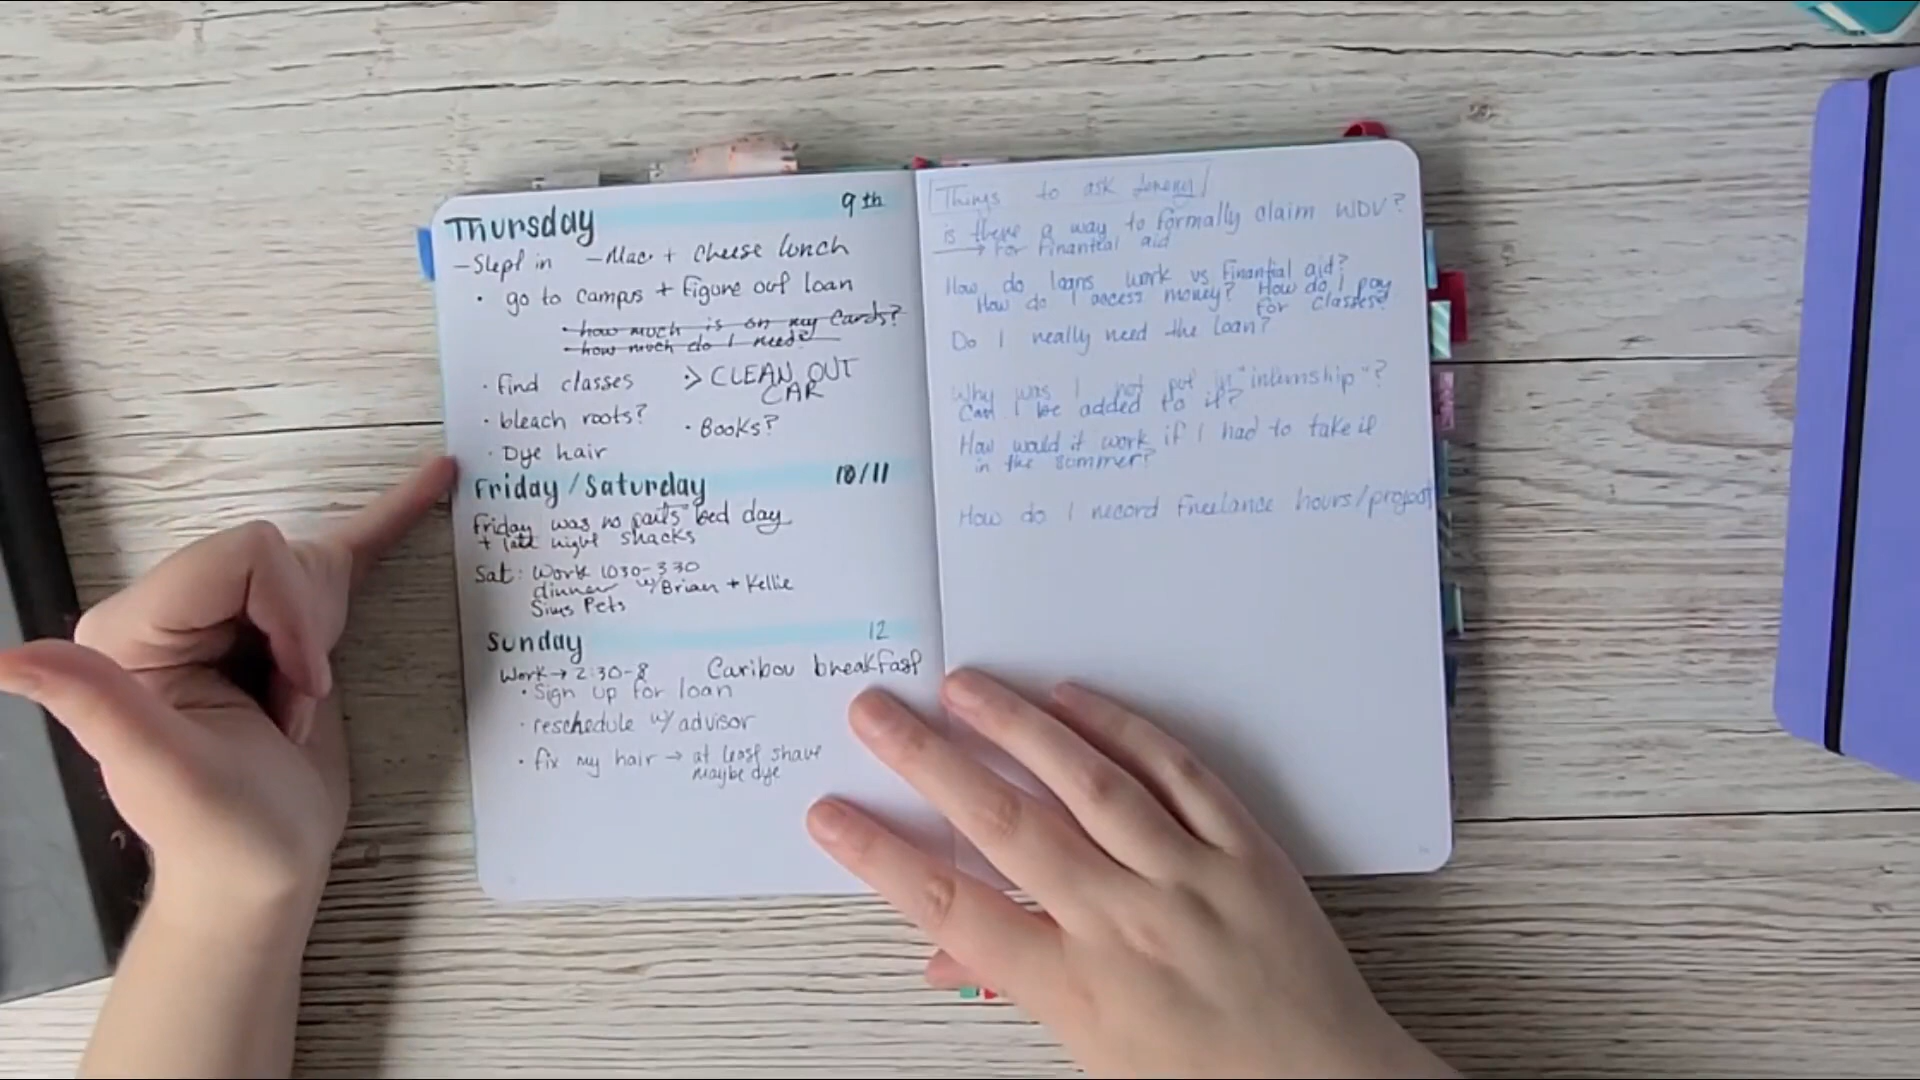 Thursday 9th
- Slept in - Mac + Cheese lunch
• go to campus + figure out loan
• how much is on my cards?
• how much do I need?
• find classes > CLEAN OUT
CAR
• bleach roots? • Books?
• Dye hair
Friday/Saturday 10/11
Friday was no pants bed day
+ late night snacks
Sat: Work 1030-330
dinner w/ Brian + Kellie
Sims Pets
Sunday 12
Work → 2:30-8 Caribou breakfast
• Sign up for loan
• reschedule w/ advisor
• fix my hair → at least shave
maybe dye
Things to ask
is there a way to formally claim WDV?
→ for Finantial aid
How do loans work vs Finantial aid?
How do I access money? How do I pay
for classes?
Do I really need the loan?
Why was I not put in "internship"?
Can I be added to it?
How would it work if I had to take it
in the summer?
How do I record Freelance hours/project